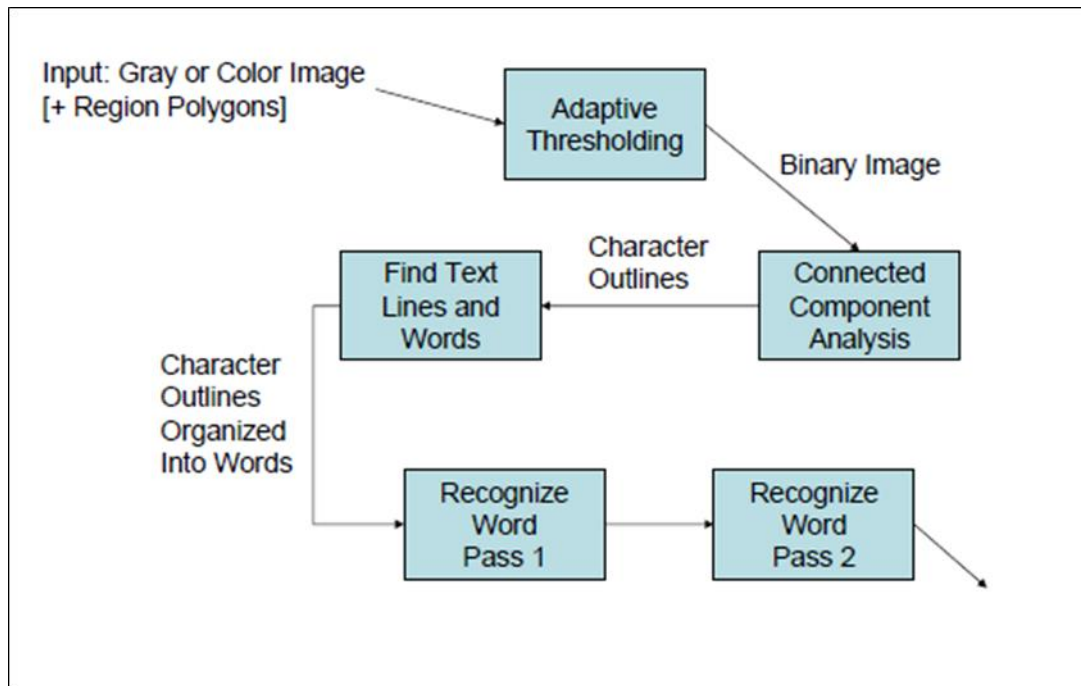 Input: Gray or Color Image
[+ Region Polygons]
Adaptive
Thresholding
Binary Image
Connected
Component
Analysis
Character
Outlines
Find Text
Lines and
Words
Character
Outlines
Organized
Into Words
Recognize
Word
Pass 1
Recognize
Word
Pass 2